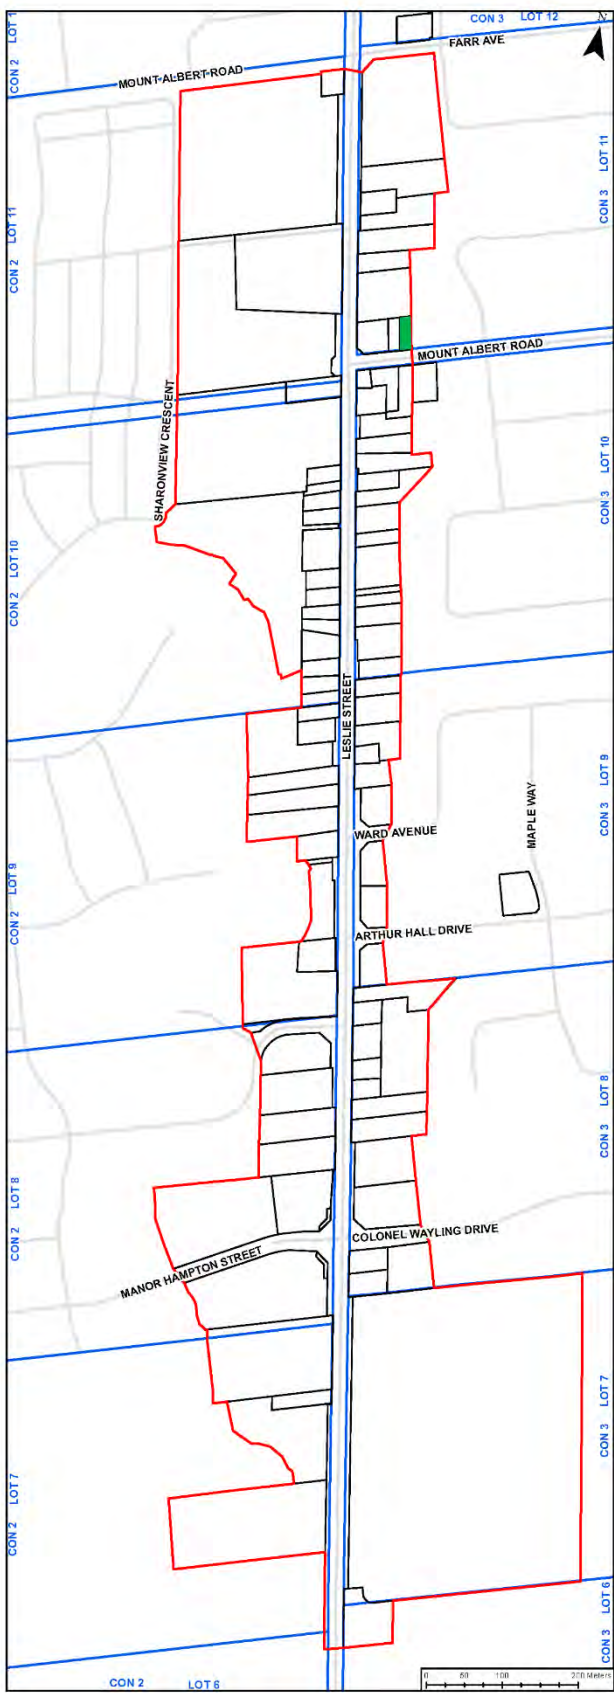 CON 3 LOT 12
N
FARR AVE
MOUNT ALBERT ROAD
CON 2 LOT 1
CON 3 LOT 11
CON 2 LOT 11
MOUNT ALBERT ROAD
SHARONVIEW CRESCENT
CON 3 LOT 10
CON 2 LOT 10
LESLIE STREET
CON 3 LOT 9
MAPLE WAY
WARD AVENUE
CON 2 LOT 9
ARTHUR HALL DRIVE
CON 3 LOT 8
CON 2 LOT 8
COLONEL WAYLING DRIVE
MANOR HAMPTON STREET
CON 3 LOT 7
CON 2 LOT 7
CON 3 LOT 6
CON 2 LOT 6
0 50 100 200 Meters